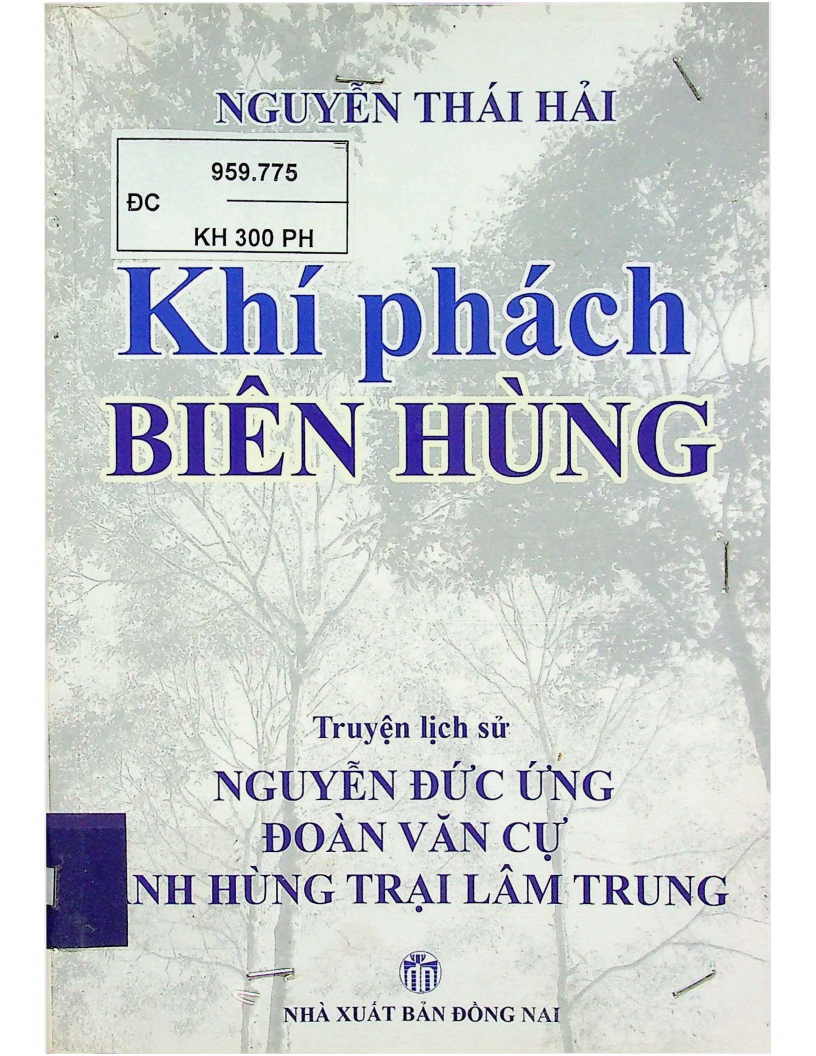 NGUYỄN THÁI HẢI
959.775
ĐC
KH 300 PH
Khí phách
BIÊN HÙNG
Truyện lịch sử
NGUYỄN ĐỨC ỨNG
ĐOÀN VĂN CỰ
ANH HÙNG TRẠI LÂM TRUNG
NHÀ XUẤT BẢN ĐỒNG NAI